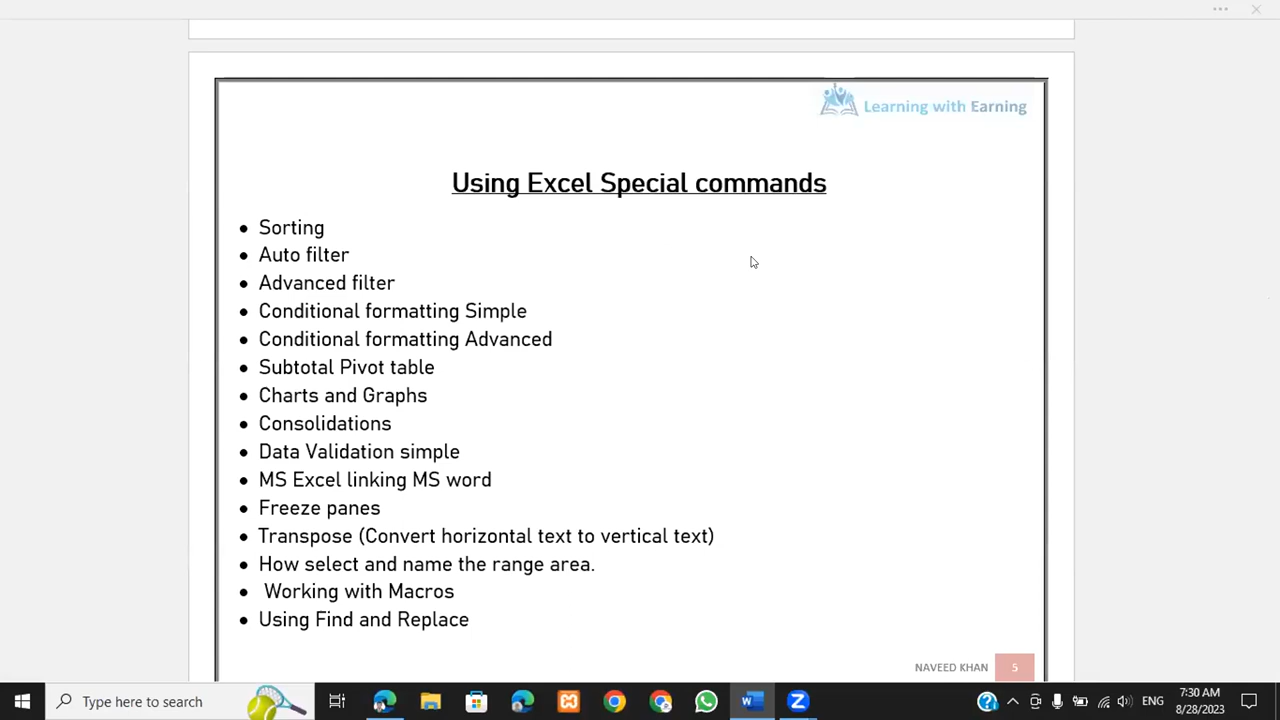 Learning with Earning
Using Excel Special commands
• Sorting
• Auto filter
• Advanced filter
• Conditional formatting Simple
• Conditional formatting Advanced
• Subtotal Pivot table
• Charts and Graphs
• Consolidations
• Data Validation simple
• MS Excel linking MS word
• Freeze panes
• Transpose (Convert horizontal text to vertical text)
• How select and name the range area.
• Working with Macros
• Using Find and Replace
NAVEED KHAN 5
Type here to search
ENG
7:30 AM
8/28/2023